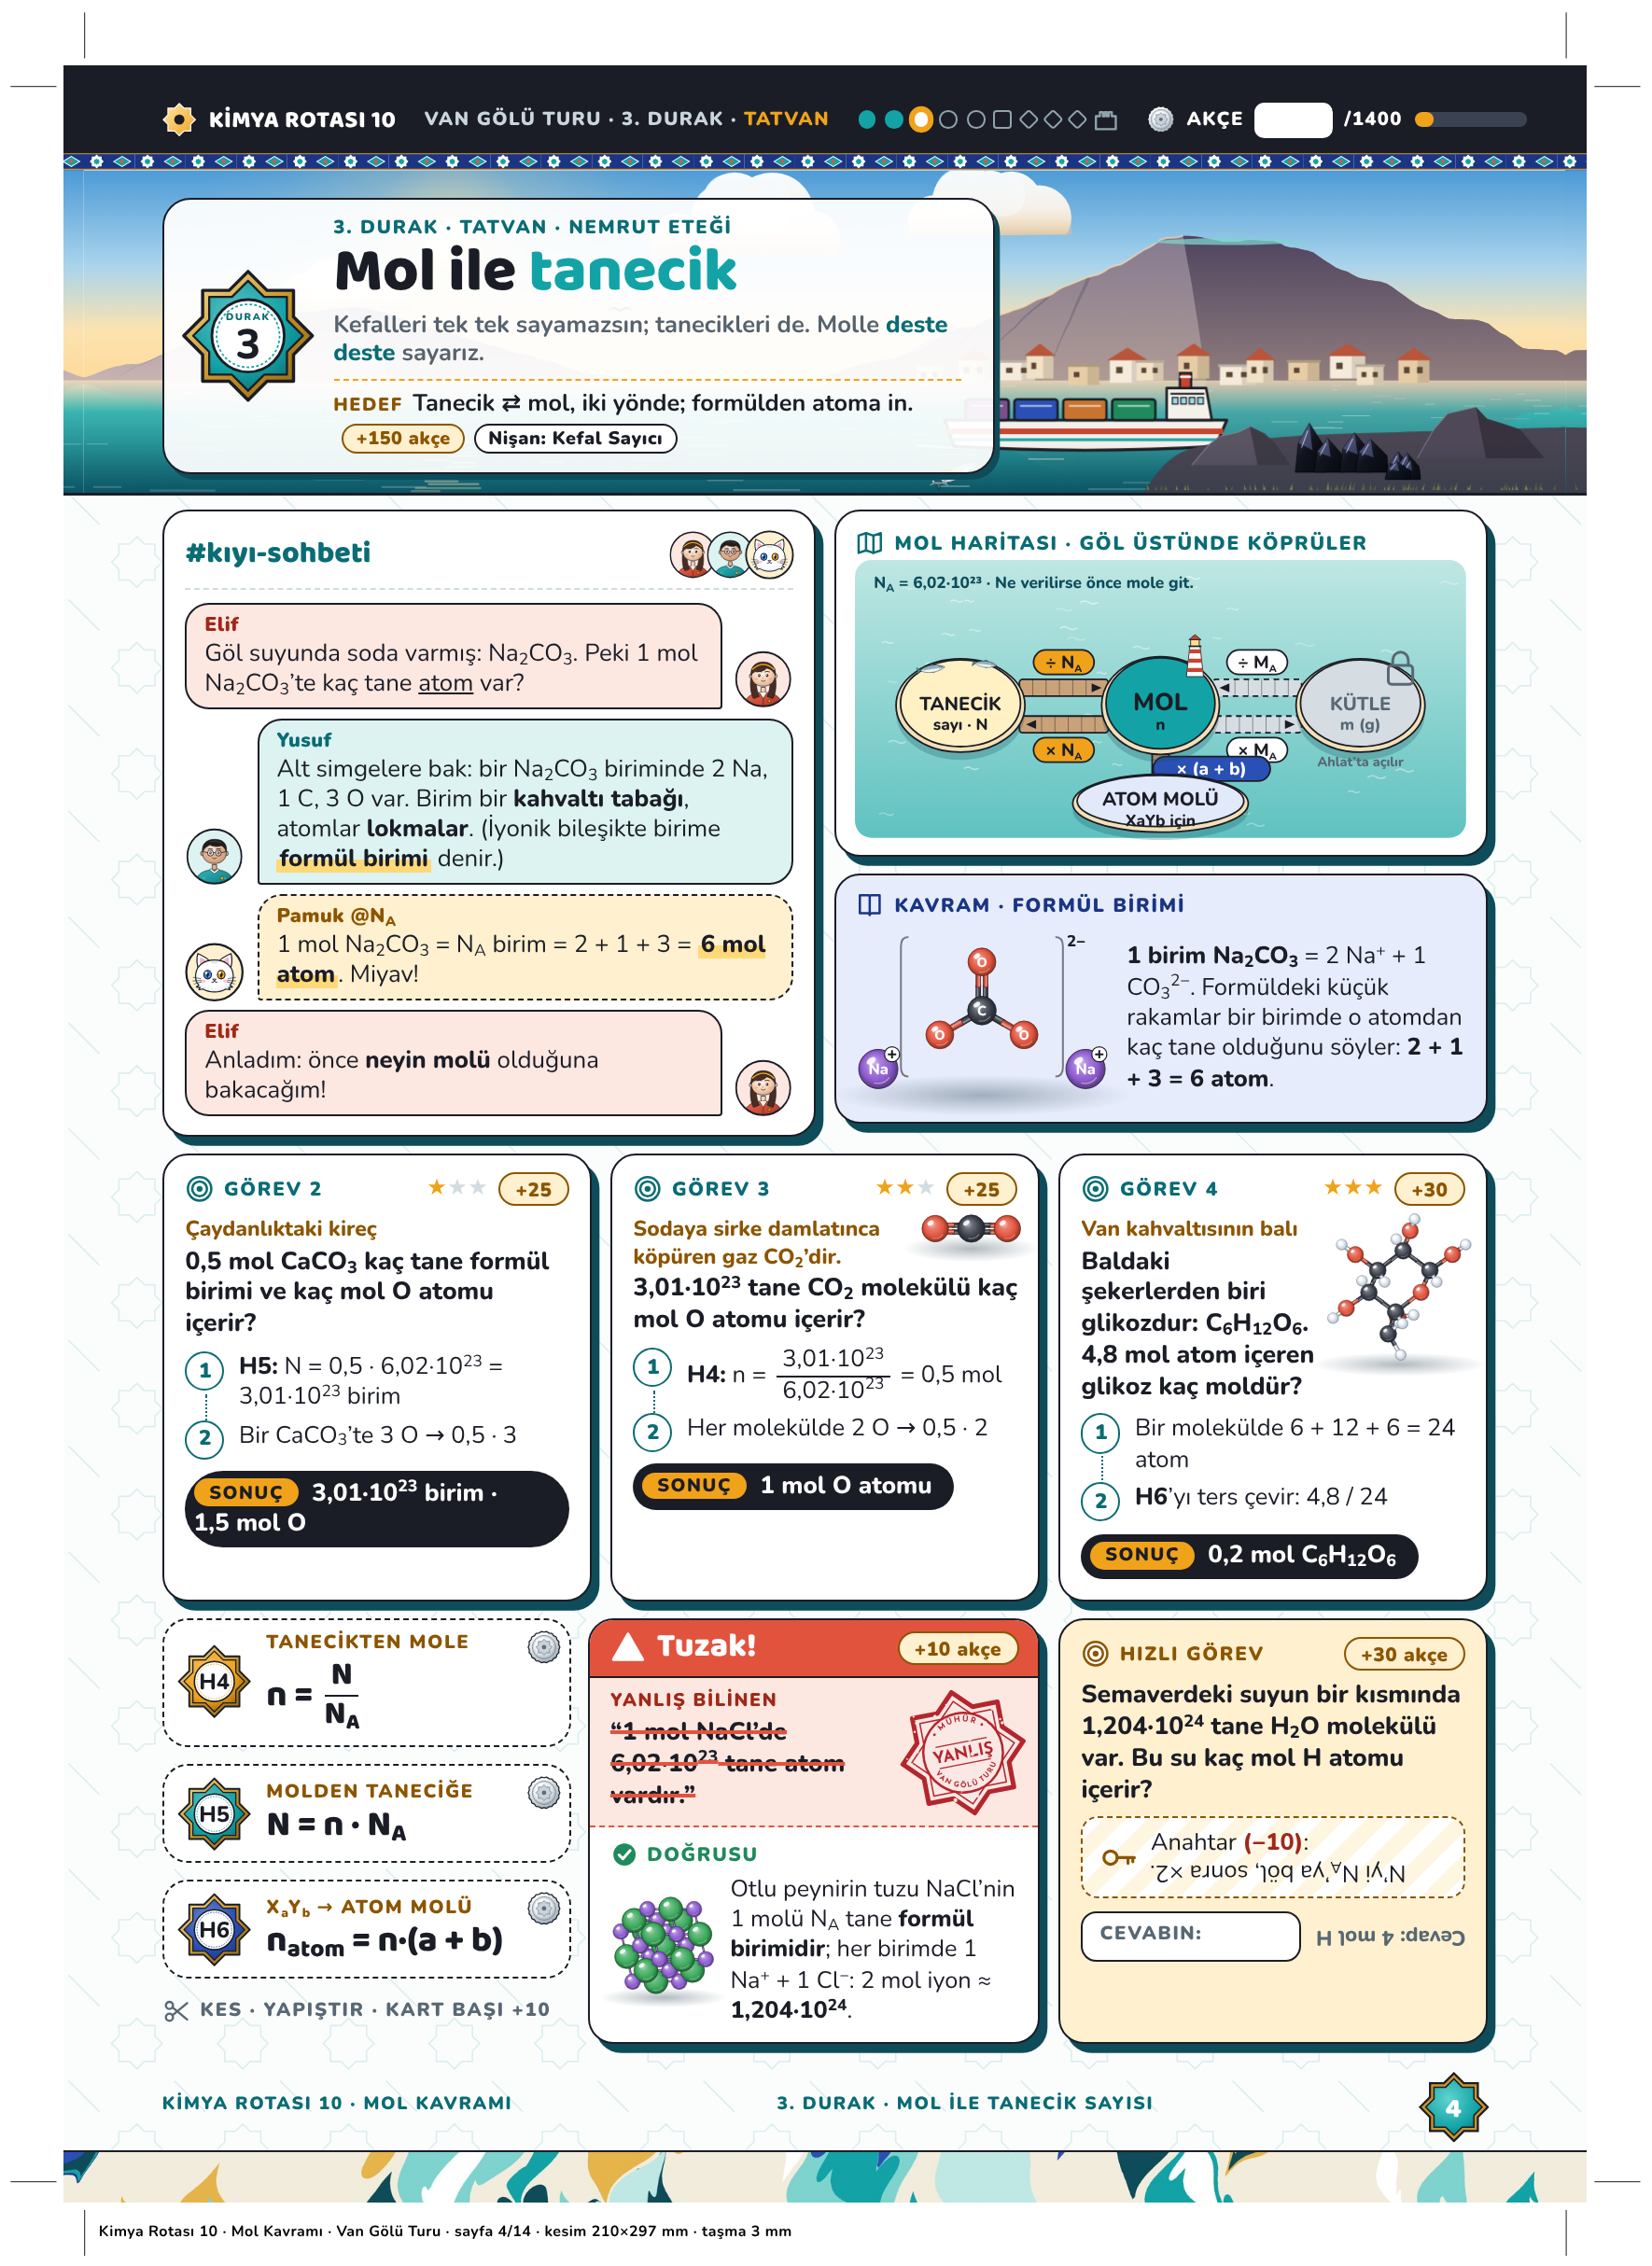 KİMYA ROTASI 10
VAN GÖLÜ TURU · 3. DURAK · TATVAN
AKÇE /1400
3. DURAK · TATVAN · NEMRUT ETEĞİ
Mol ile tanecik
DURAK
3
Kefalleri tek tek sayamazsın; tanecikleri de. Molle deste
deste sayarız.
HEDEF Tanecik ⇄ mol, iki yönde; formülden atoma in.
+150 akçe Nişan: Kefal Sayıcı
#kıyı-sohbeti
Elif
Göl suyunda soda varmış: Na₂CO₃. Peki 1 mol
Na₂CO₃’te kaç tane atom var?
Yusuf
Alt simgelere bak: bir Na₂CO₃ biriminde 2 Na,
1 C, 3 O var. Birim bir kahvaltı tabağı,
atomlar lokmalar. (İyonik bileşikte birime
formül birimi denir.)
Pamuk @N_A
1 mol Na₂CO₃ = N_A birim = 2 + 1 + 3 = 6 mol
atom. Miyav!
Elif
Anladım: önce neyin molü olduğuna
bakacağım!
MOL HARİTASI · GÖL ÜSTÜNDE KÖPRÜLER
N_A = 6,02·10²³ · Ne verilirse önce mole git.
÷ N_A
÷ M_A
TANECİK
sayı · N
MOL
n
KÜTLE
m (g)
× N_A
× M_A
Ahlat’ta açılır
× (a + b)
ATOM MOLÜ
XaYb için
KAVRAM · FORMÜL BİRİMİ
2−
O
C
O
O
Na
+
Na
+
1 birim Na₂CO₃ = 2 Na⁺ + 1
CO₃²⁻. Formüldeki küçük
rakamlar bir birimde o atomdan
kaç tane olduğunu söyler: 2 + 1
+ 3 = 6 atom.
GÖREV 2 +25
Çaydanlıktaki kireç
0,5 mol CaCO₃ kaç tane formül
birimi ve kaç mol O atomu
içerir?
1 H5: N = 0,5 · 6,02·10²³ =
3,01·10²³ birim
2 Bir CaCO₃’te 3 O → 0,5 · 3
SONUÇ 3,01·10²³ birim ·
1,5 mol O
GÖREV 3 +25
Sodaya sirke damlatınca
köpüren gaz CO₂’dir.
3,01·10²³ tane CO₂ molekülü kaç
mol O atomu içerir?
1 H4: n = 3,01·10²³ / 6,02·10²³ = 0,5 mol
2 Her molekülde 2 O → 0,5 · 2
SONUÇ 1 mol O atomu
GÖREV 4 +30
Van kahvaltısının balı
Baldaki
şekerlerden biri
glikozdur: C₆H₁₂O₆.
4,8 mol atom içeren
glikoz kaç moldür?
1 Bir molekülde 6 + 12 + 6 = 24
atom
2 H6’yı ters çevir: 4,8 / 24
SONUÇ 0,2 mol C₆H₁₂O₆
H4
TANECİKTEN MOLE
n = N / N_A
H5
MOLDEN TANECİĞE
N = n · N_A
H6
XₐY_b → ATOM MOLÜ
n_atom = n·(a + b)
KES · YAPIŞTIR · KART BAŞI +10
Tuzak! +10 akçe
YANLIŞ BİLİNEN
“1 mol NaCl’de
6,02·10²³ tane atom
vardır.”
MÜHÜR
YANLIŞ
VAN GÖLÜ TURU
DOĞRUSU
Otlu peynirin tuzu NaCl’nin
1 molü N_A tane formül
birimidir; her birimde 1
Na⁺ + 1 Cl⁻: 2 mol iyon ≈
1,204·10²⁴.
HIZLI GÖREV +30 akçe
Semaverdeki suyun bir kısmında
1,204·10²⁴ tane H₂O molekülü
var. Bu su kaç mol H atomu
içerir?
Anahtar (−10):
N’yi N_A’ya böl, sonra ×2.
CEVABIN:
Cevap: 4 mol H
KİMYA ROTASI 10 · MOL KAVRAMI
3. DURAK · MOL İLE TANECİK SAYISI
4
Kimya Rotası 10 · Mol Kavramı · Van Gölü Turu · sayfa 4/14 · kesim 210×297 mm · taşma 3 mm